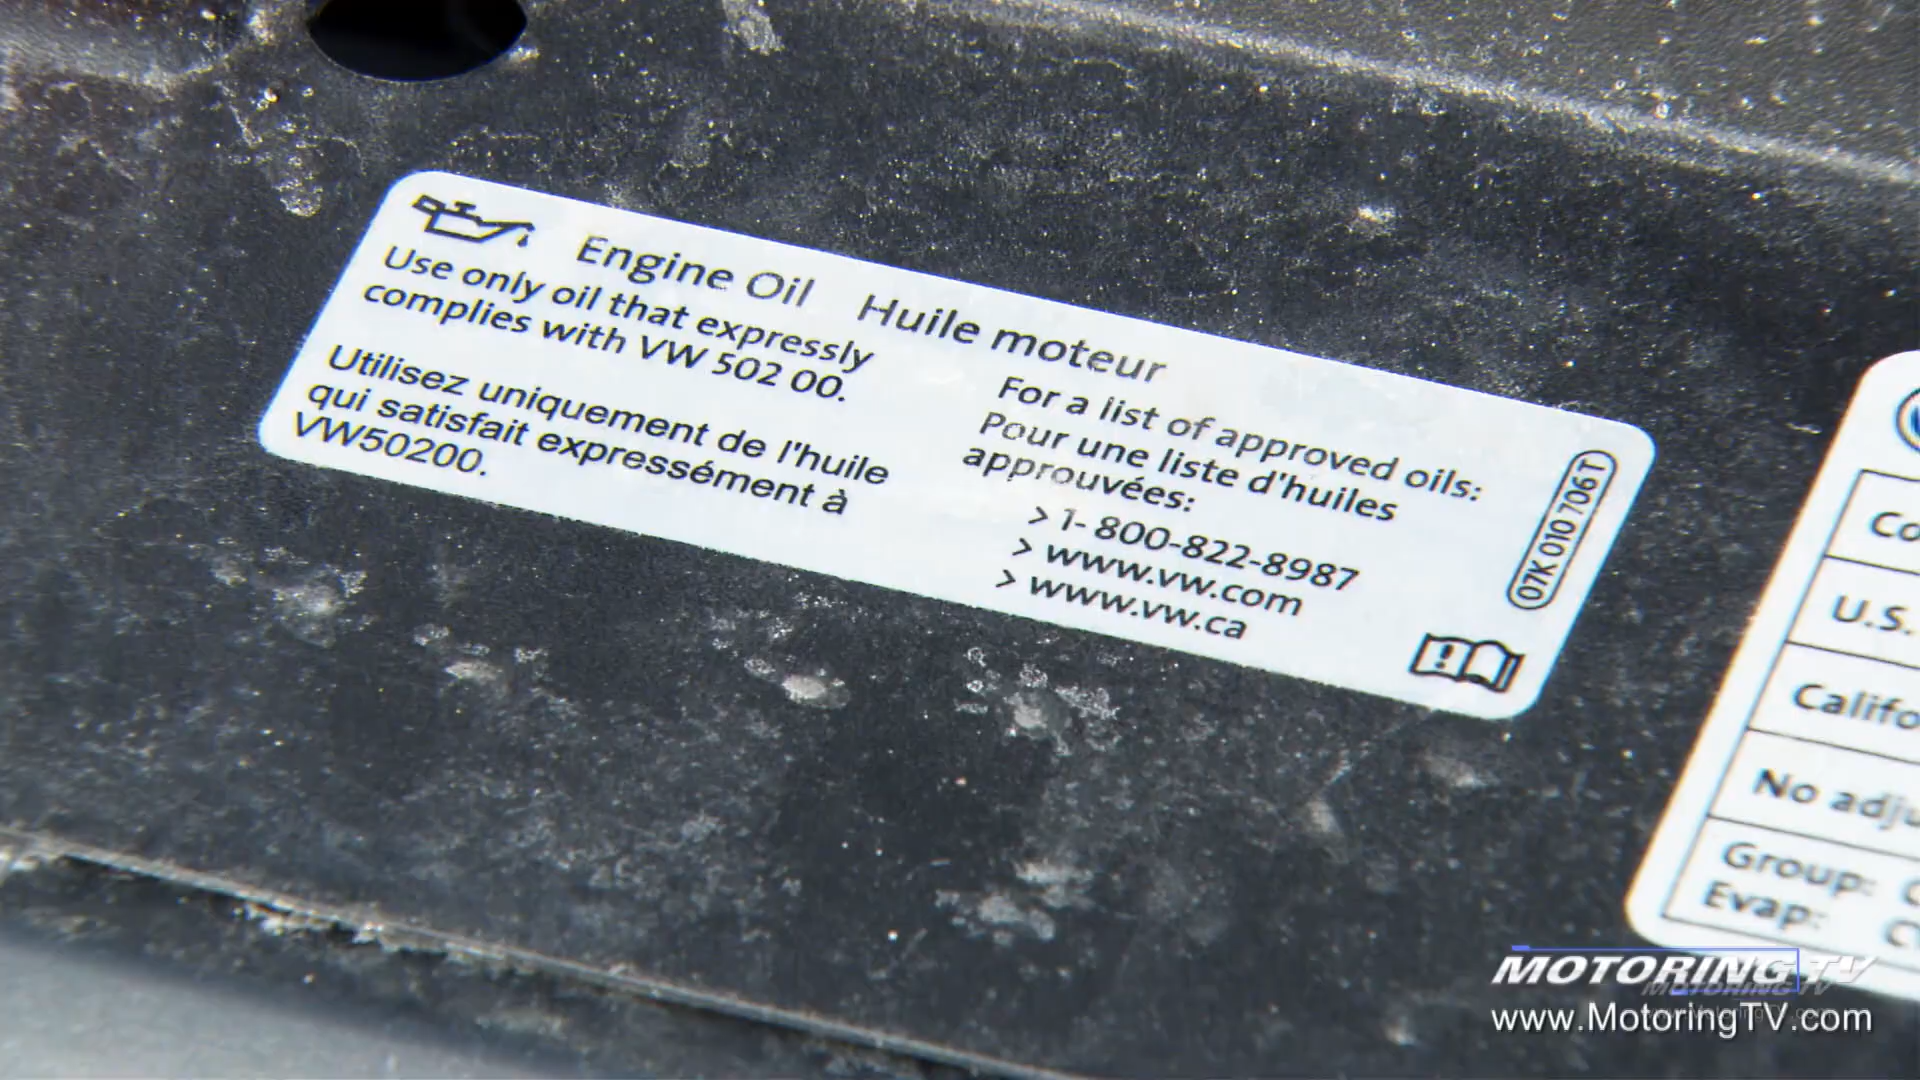 Engine Oil Huile moteur
Use only oil that expressly
complies with VW 502 00.
Utilisez uniquement de l'huile
qui satisfait expressément à
VW50200.
For a list of approved oils:
Pour une liste d'huiles
approuvées:
> 1-800-822-8987
> www.vw.com
> www.vw.ca
07K 010 706 T
Co
U.S.
Califo
No adju
Group:
Evap:
MOTORING TV
www.MotoringTV.com